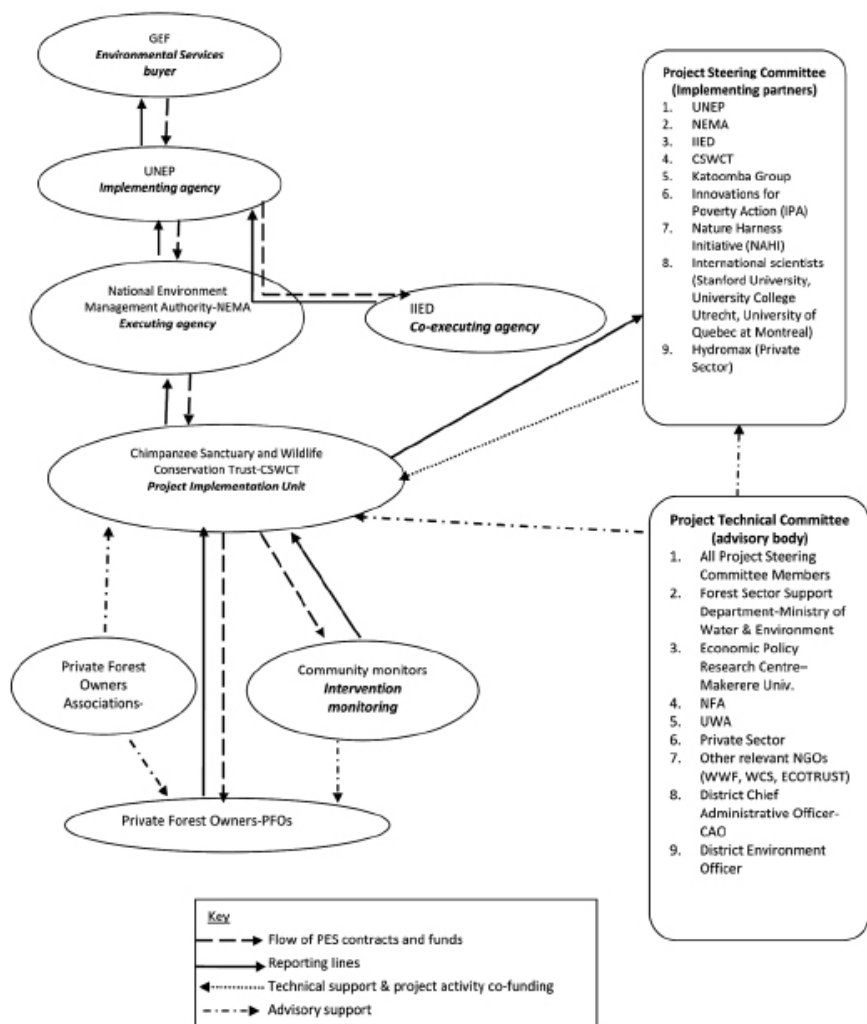 GEF
Environmental Services
buyer
UNEP
Implementing agency
National Environment
Management Authority-NEMA
Executing agency
IIED
Co-executing agency
Chimpanzee Sanctuary and Wildlife
Conservation Trust-CSWCT
Project Implementation Unit
Private Forest
Owners
Associations-
Community monitors
Intervention
monitoring
Private Forest Owners-PFOs
Project Steering Committee
(Implementing partners)
1. UNEP
2. NEMA
3. IIED
4. CSWCT
5. Katoomba Group
6. Innovations for
Poverty Action (IPA)
7. Nature Harness
Initiative (NAHI)
8. International scientists
(Stanford University,
University College
Utrecht, University of
Quebec at Montreal)
9. Hydromax (Private
Sector)
Project Technical Committee
(advisory body)
1. All Project Steering
Committee Members
2. Forest Sector Support
Department-Ministry of
Water & Environment
3. Economic Policy
Research Centre–
Makerere Univ.
4. NFA
5. UWA
6. Private Sector
7. Other relevant NGOs
(WWF, WCS, ECOTRUST)
8. District Chief
Administrative Officer-
CAO
9. District Environment
Officer
Key
Flow of PES contracts and funds
Reporting lines
Technical support & project activity co-funding
Advisory support